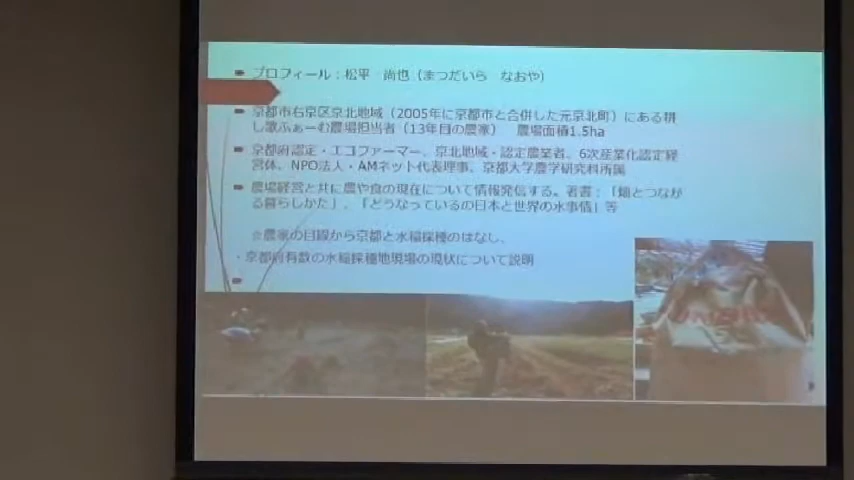 プロフィール：松平　尚也（まつだいら　なおや）
京都市右京区京北地域（2005年に京都市と合併した元京北町）にある耕
し歌ふぁーむ農場担当者（13年目の農家）　農場面積1.5ha
京都府認定・エコファーマー、京北地域・認定農業者、6次産業化認定経
営体、NPO法人・AMネット代表理事、京都大学農学研究科所属
農場経営と共に農や食の現在について情報発信する。著書：「畑とつなが
る暮らしかた」、「どうなっているの日本と世界の水事情」等
☆農家の目線から京都と水稲採種のはなし、
・京都府有数の水稲採種地現場の現状について説明